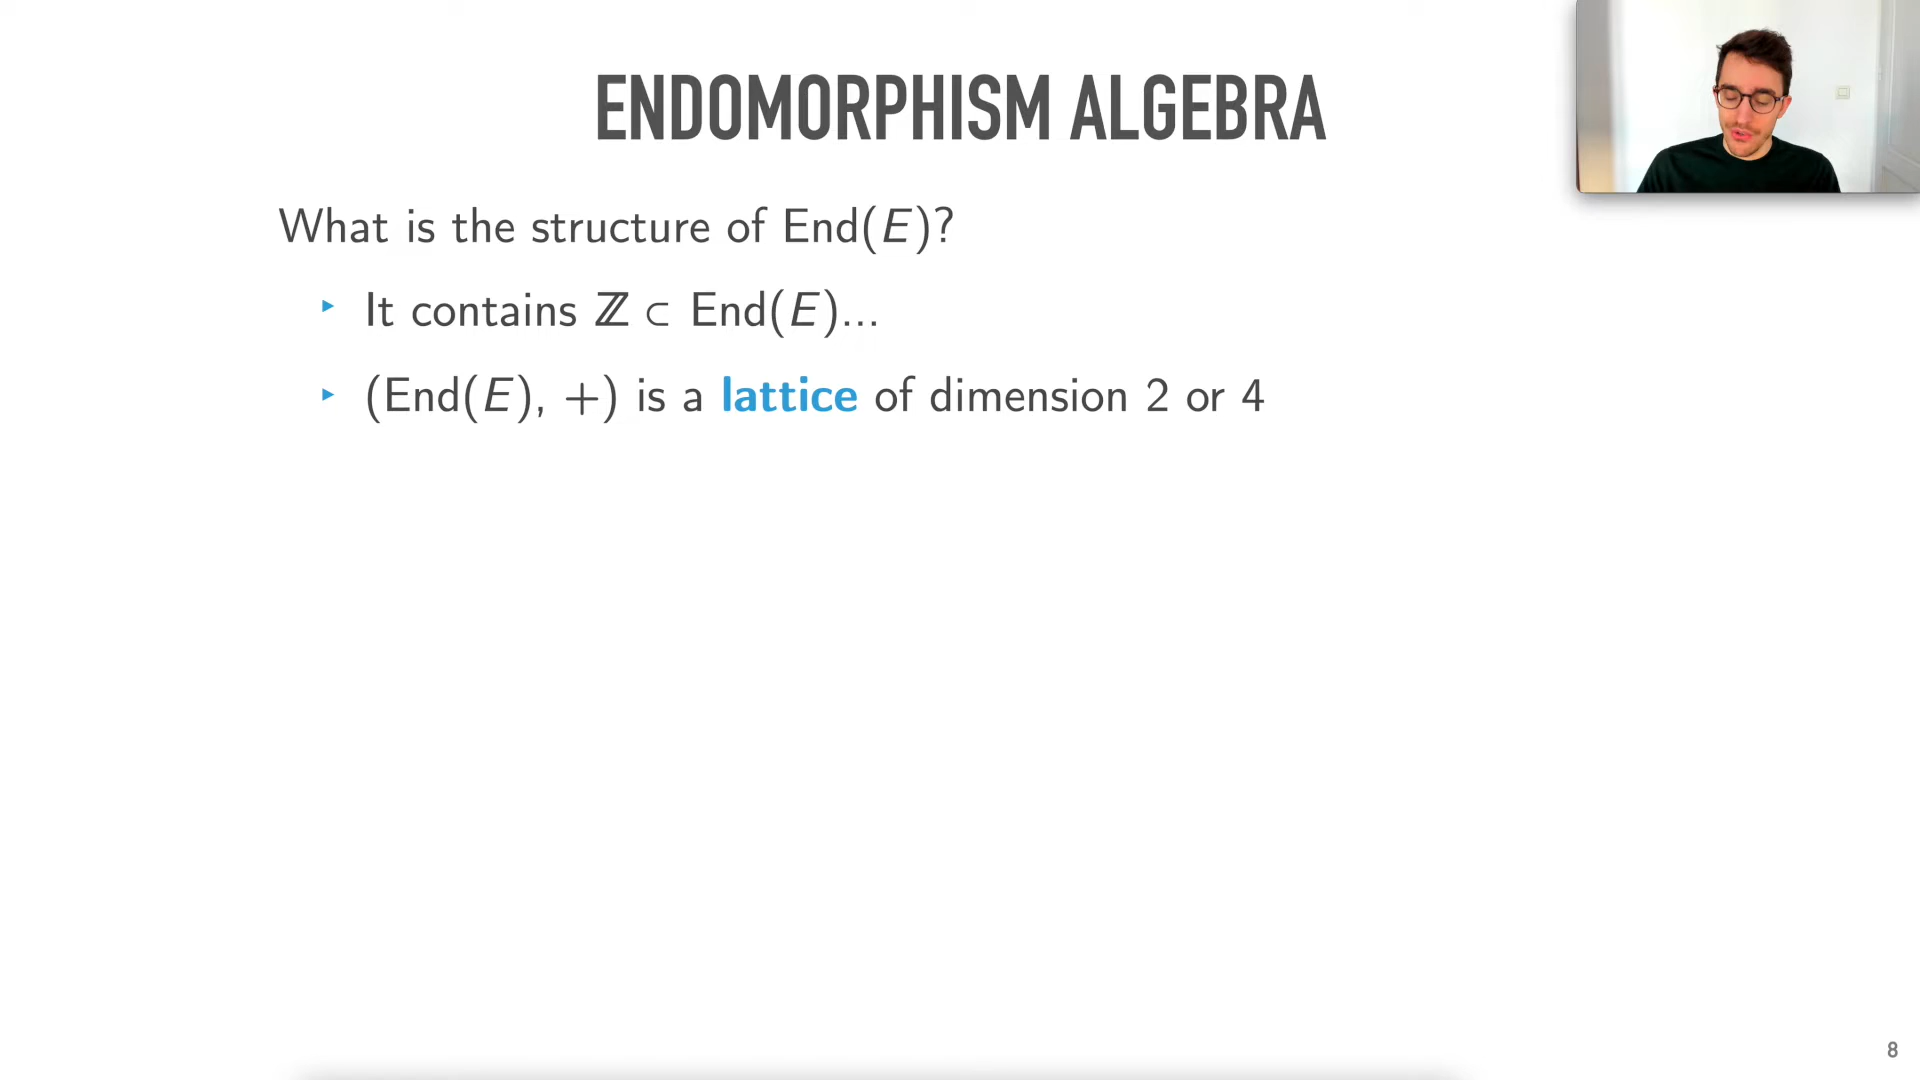 ENDOMORPHISM ALGEBRA
What is the structure of End(E)?
‣ It contains ℤ ⊂ End(E)...
‣ (End(E), +) is a lattice of dimension 2 or 4
8